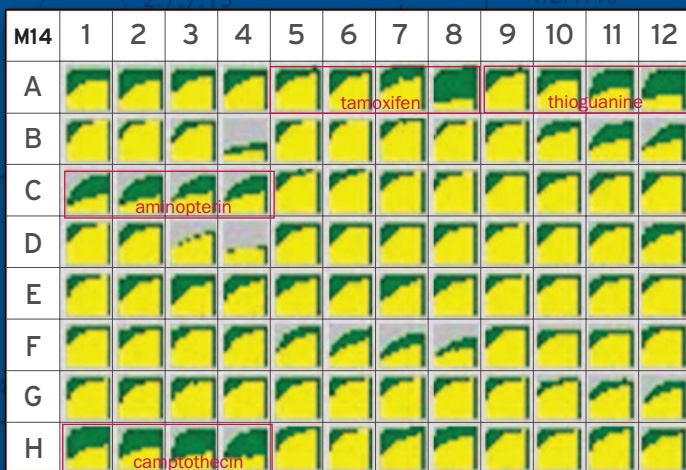 M14 1 2 3 4 5 6 7 8 9 10 11 12
A tamoxifen thioguanine
B
C aminopterin
D
E
F
G
H camptothecin